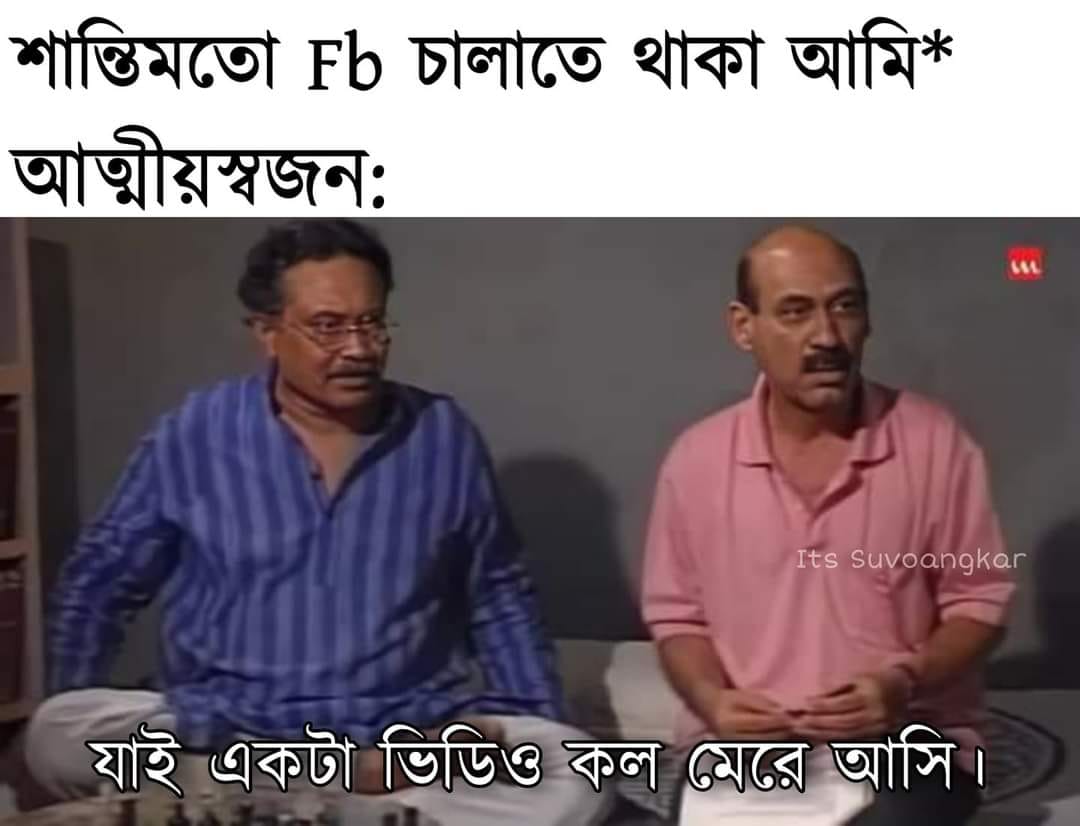 শান্তিমতো Fb চালাতে থাকা আমি*
আত্মীয়স্বজন:
Its Suvoangkar
যাই একটা ভিডিও কল মেরে আসি।